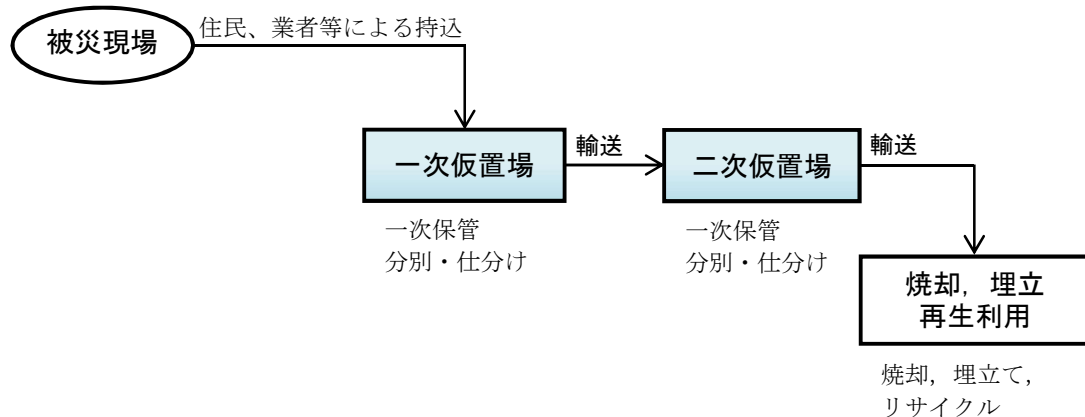 被災現場
住民、業者等による持込
一次仮置場
輸送
二次仮置場
輸送
一次保管
分別・仕分け
一次保管
分別・仕分け
焼却，埋立
再生利用
焼却，埋立て，
リサイクル